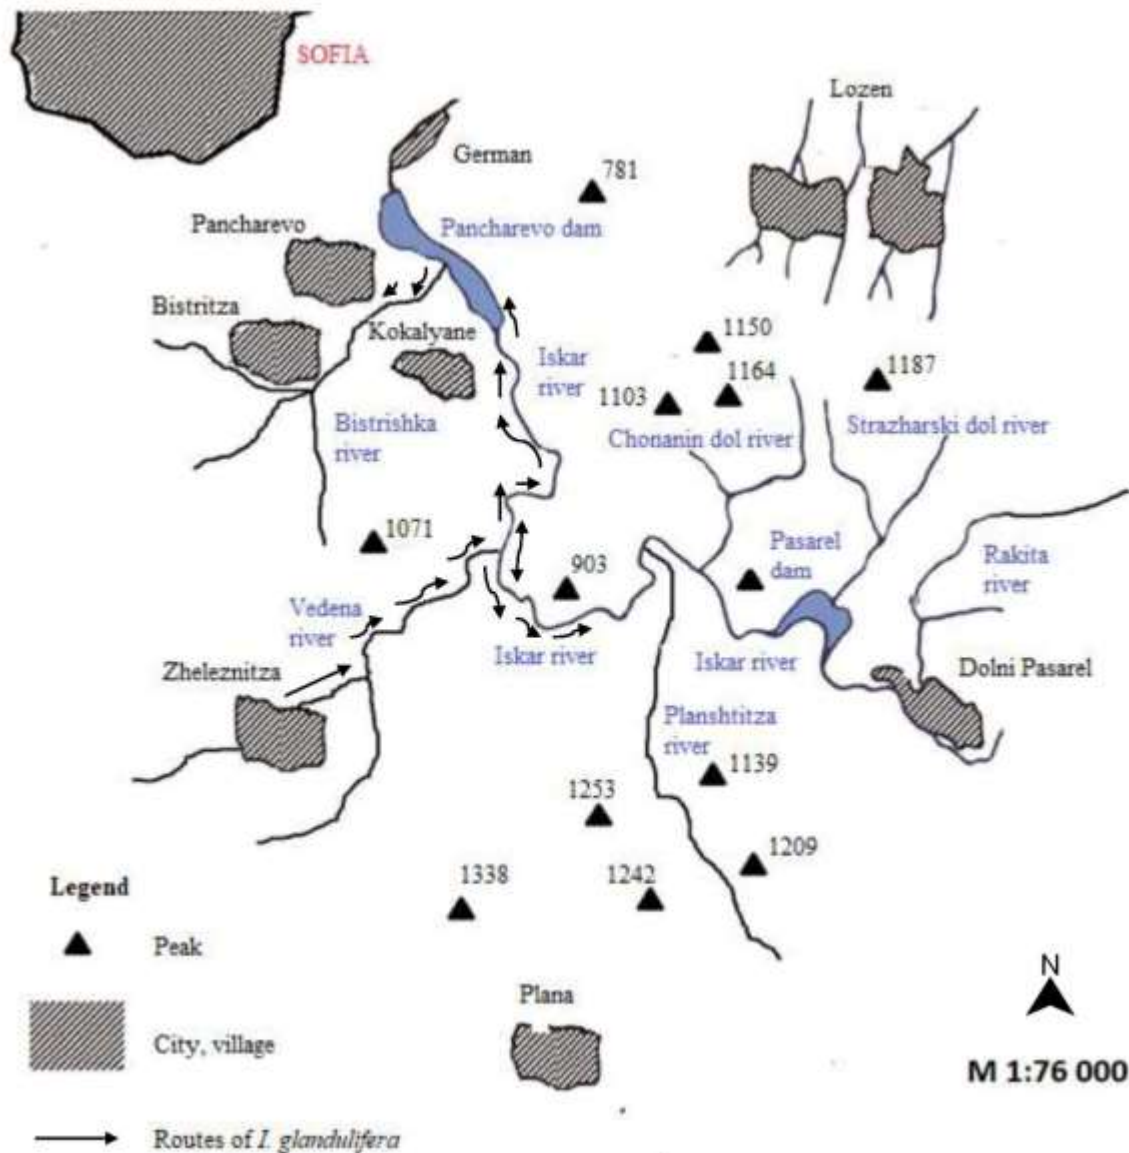 SOFIA
Lozen
German
781
Pancharevo
Pancharevo dam
Bistritza
Kokalyane
1150
Iskar
river
1164
1187
1103
Bistrishka
river
Chonanin dol river
Strazharski dol river
1071
Pasarel
dam
903
Rakita
river
Vedena
river
Iskar river
Iskar river
Zheleznitza
Dolni Pasarel
Planshtitza
river
1139
1253
1209
1338
1242
Legend
Peak
N
Plana
City, village
M 1:76 000
Routes of I. glandulifera